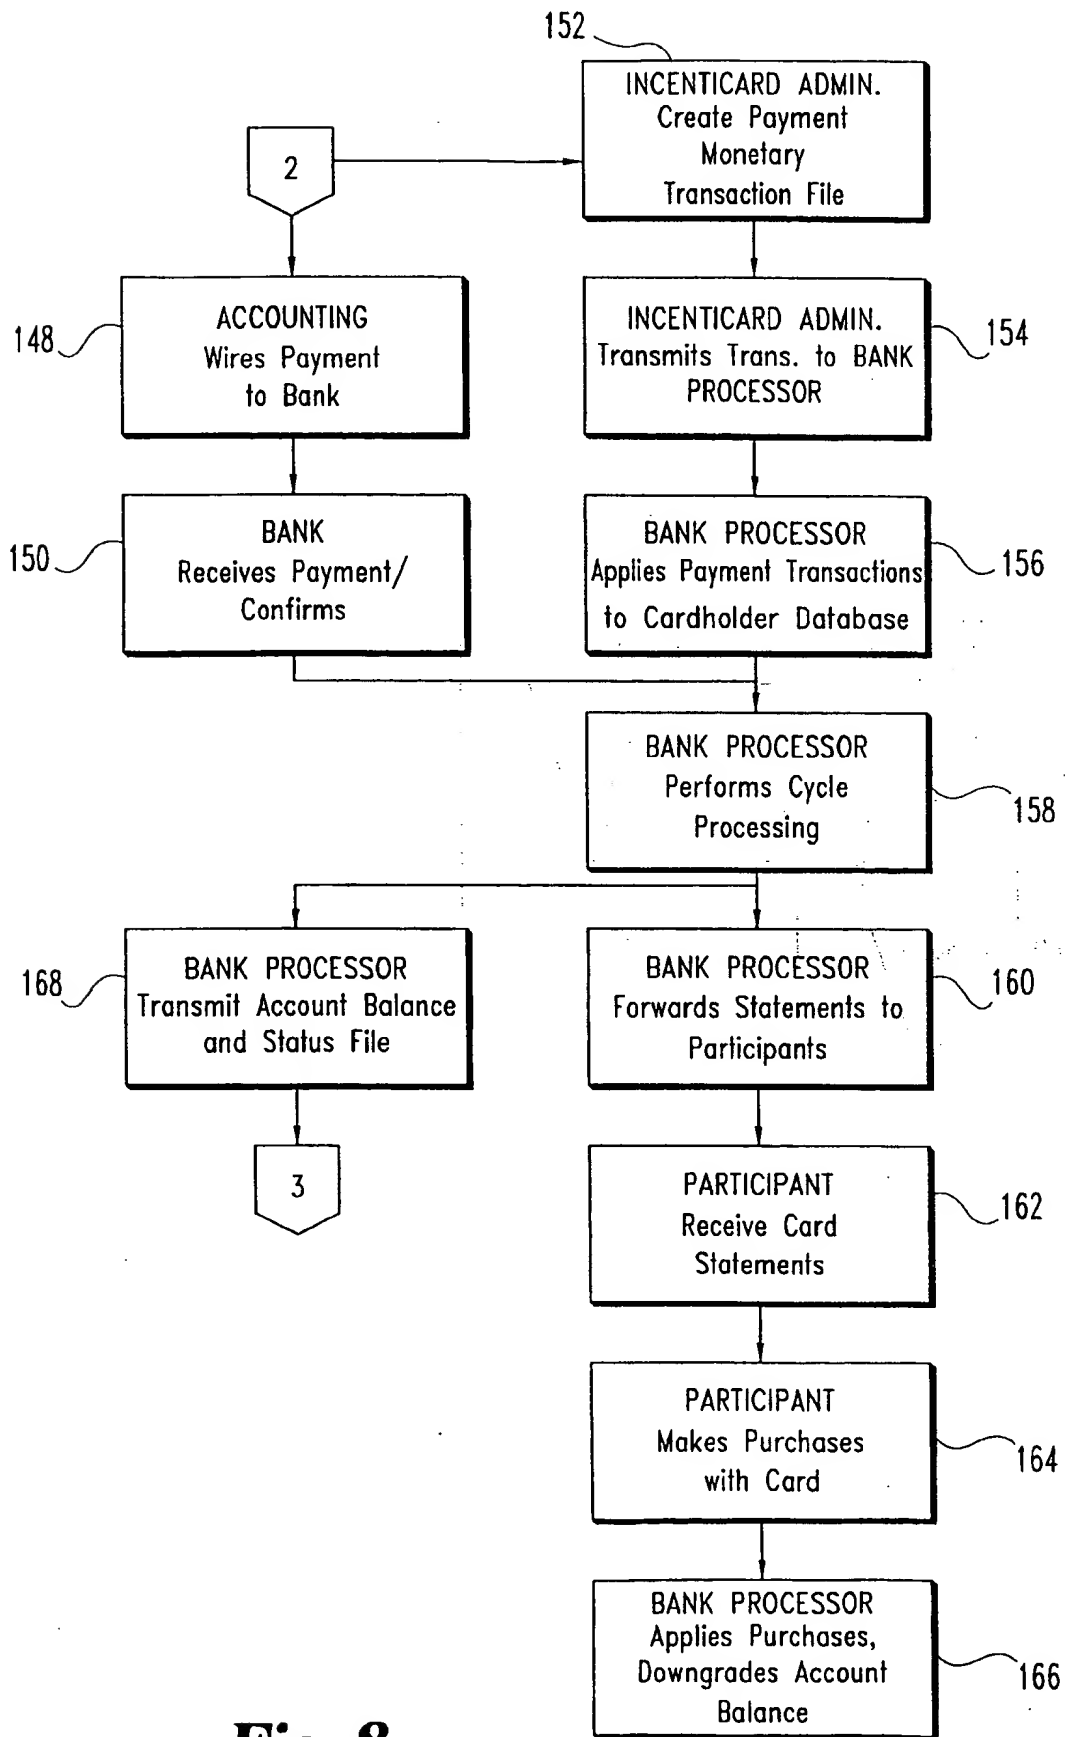 152
INCENTICARD ADMIN.
Create Payment
Monetary
Transaction File
2
148
ACCOUNTING
Wires Payment
to Bank
INCENTICARD ADMIN.
Transmits Trans. to BANK
PROCESSOR
154
150
BANK
Receives Payment/
Confirms
BANK PROCESSOR
Applies Payment Transactions
to Cardholder Database
156
BANK PROCESSOR
Performs Cycle
Processing
158
168
BANK PROCESSOR
Transmit Account Balance
and Status File
BANK PROCESSOR
Forwards Statements to
Participants
160
3
PARTICIPANT
Receive Card
Statements
162
PARTICIPANT
Makes Purchases
with Card
164
BANK PROCESSOR
Applies Purchases,
Downgrades Account
Balance
166